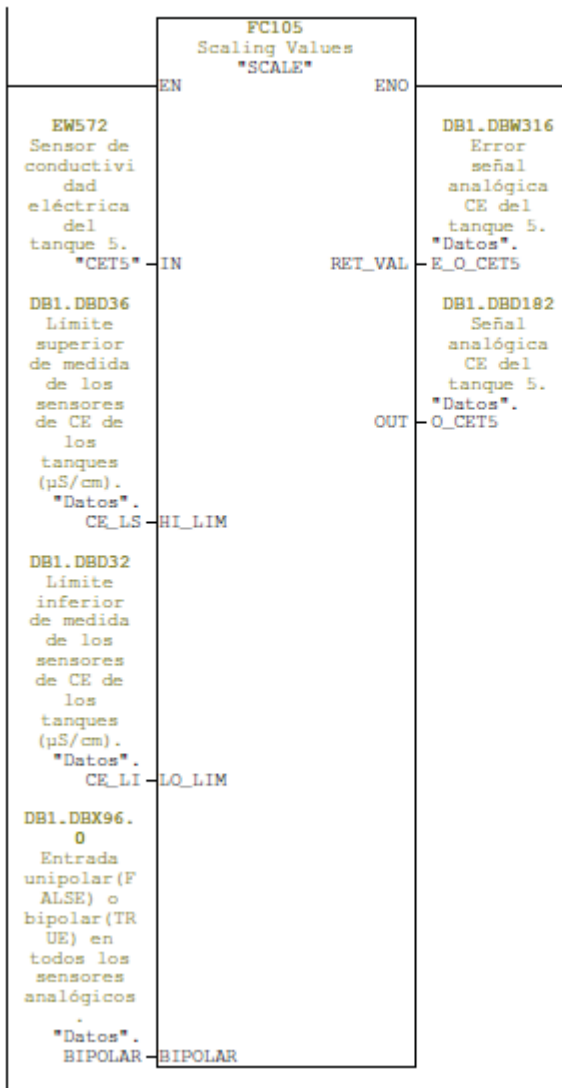 FC105
Scaling Values
"SCALE"
EN ENO
EW572
Sensor de
conductivi
dad
eléctrica
del
tanque 5.
"CET5" IN
DB1.DBW316
Error
señal
analógica
CE del
tanque 5.
"Datos".
RET_VAL E_O_CET5
DB1.DBD36
Límite
superior
de medida
de los
sensores
de CE de
los
tanques
(µS/cm).
"Datos".
CE_LS HI_LIM
DB1.DBD182
Señal
analógica
CE del
tanque 5.
"Datos".
OUT O_CET5
DB1.DBD32
Límite
inferior
de medida
de los
sensores
de CE de
los
tanques
(µS/cm).
"Datos".
CE_LI LO_LIM
DB1.DBX96.
0
Entrada
unipolar(F
ALSE) o
bipolar(TR
UE) en
todos los
sensores
analógicos
.
"Datos".
BIPOLAR BIPOLAR